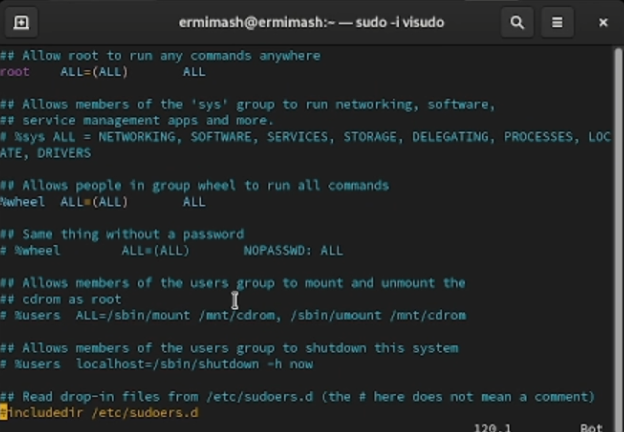 ermimash@ermimash:~ — sudo -i visudo
## Allow root to run any commands anywhere
root    ALL=(ALL)       ALL
## Allows members of the 'sys' group to run networking, software,
## service management apps and more.
# %sys ALL = NETWORKING, SOFTWARE, SERVICES, STORAGE, DELEGATING, PROCESSES, LOC
ATE, DRIVERS
## Allows people in group wheel to run all commands
%wheel  ALL=(ALL)       ALL
## Same thing without a password
# %wheel        ALL=(ALL)       NOPASSWD: ALL
## Allows members of the users group to mount and unmount the
## cdrom as root
# %users  ALL=/sbin/mount /mnt/cdrom, /sbin/umount /mnt/cdrom
## Allows members of the users group to shutdown this system
# %users  localhost=/sbin/shutdown -h now
## Read drop-in files from /etc/sudoers.d (the # here does not mean a comment)
#includedir /etc/sudoers.d
120,1 Bot